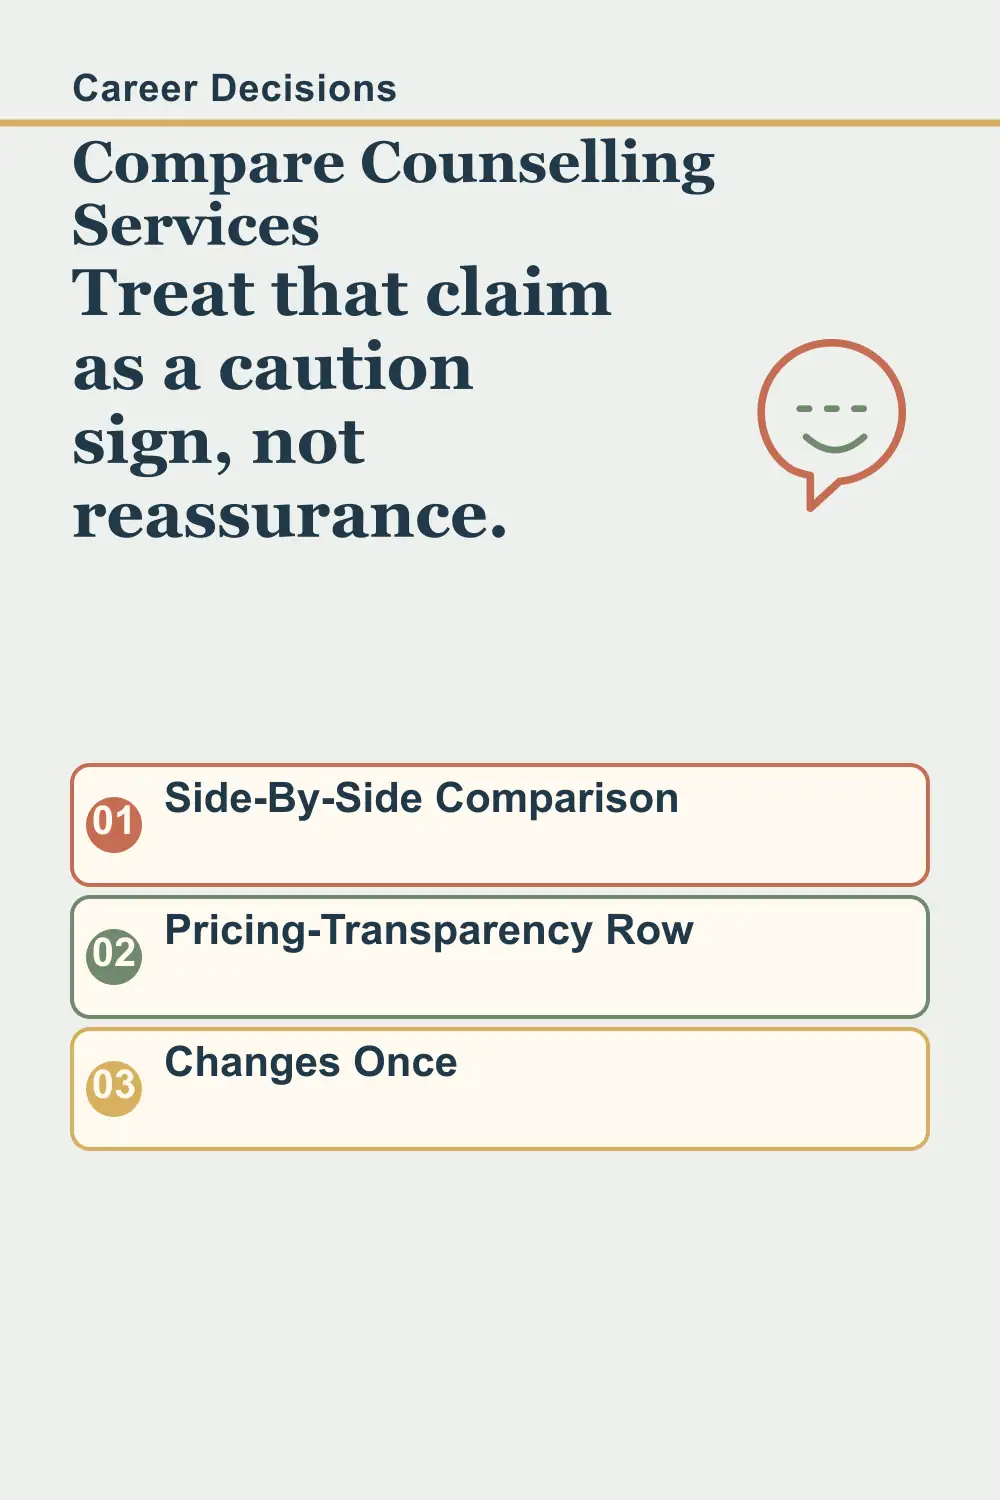 Career Decisions
Compare Counselling
Services
Treat that claim
as a caution
sign, not
reassurance.
01
Side-By-Side Comparison
02
Pricing-Transparency Row
03
Changes Once